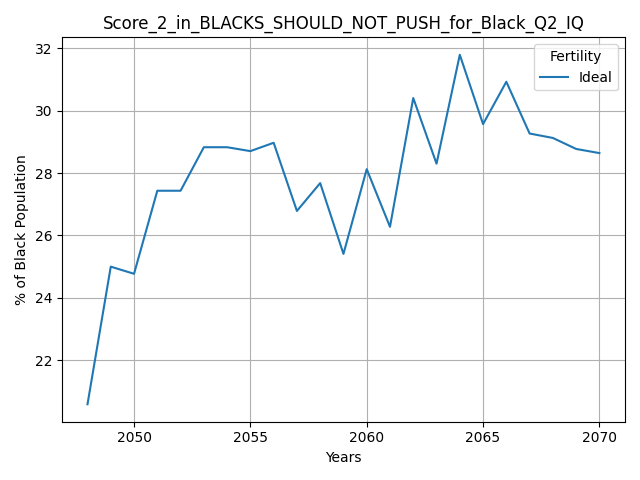 Score_2_in_BLACKS_SHOULD_NOT_PUSH_for_Black_Q2_IQ
Fertility
Ideal
% of Black Population
32
30
28
26
24
22
2050 2055 2060 2065 2070
Years